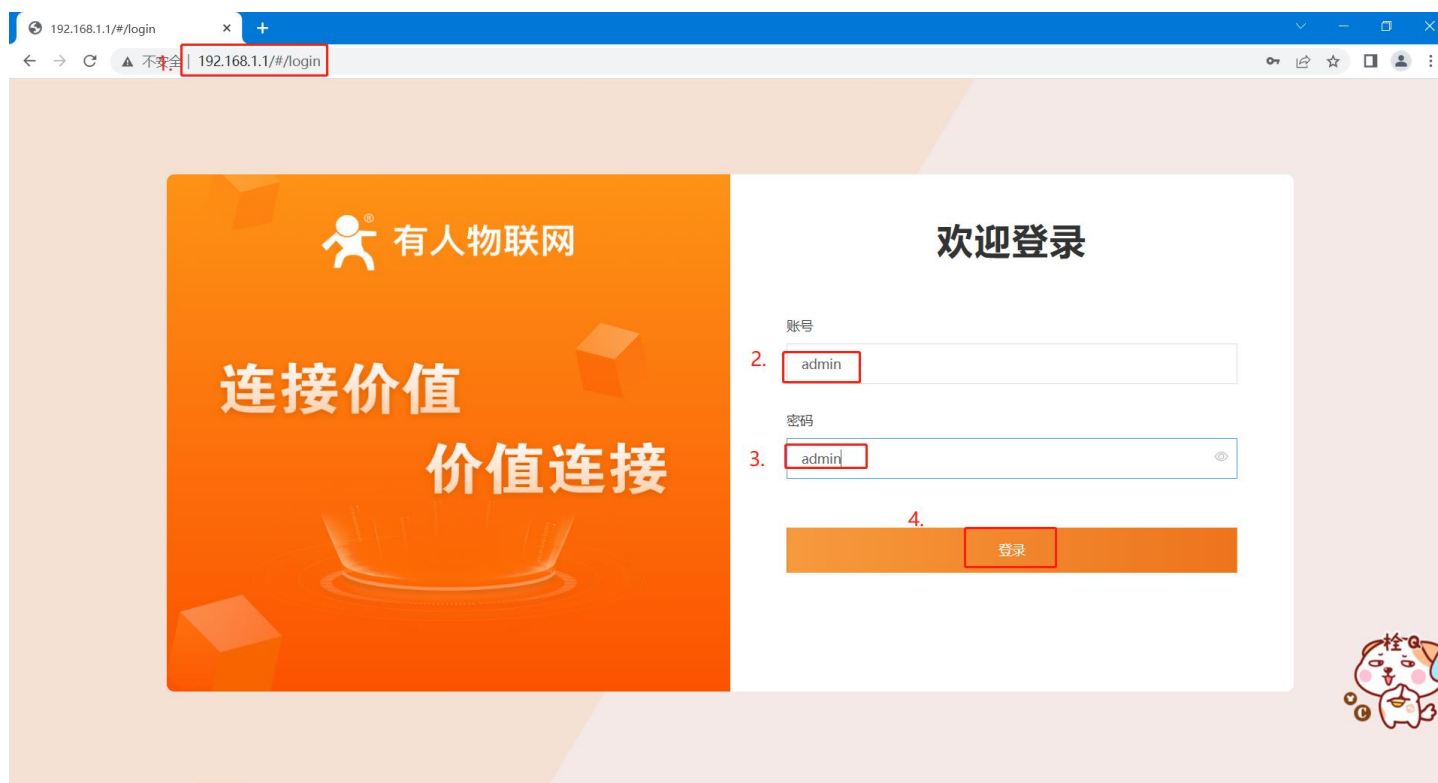 192.168.1.1/#/login
不安全 | 192.168.1.1/#/login
1.
有人物联网
®
连接价值
价值连接
欢迎登录
账号
2.
admin
密码
3.
admin
4.
登录
栓Q